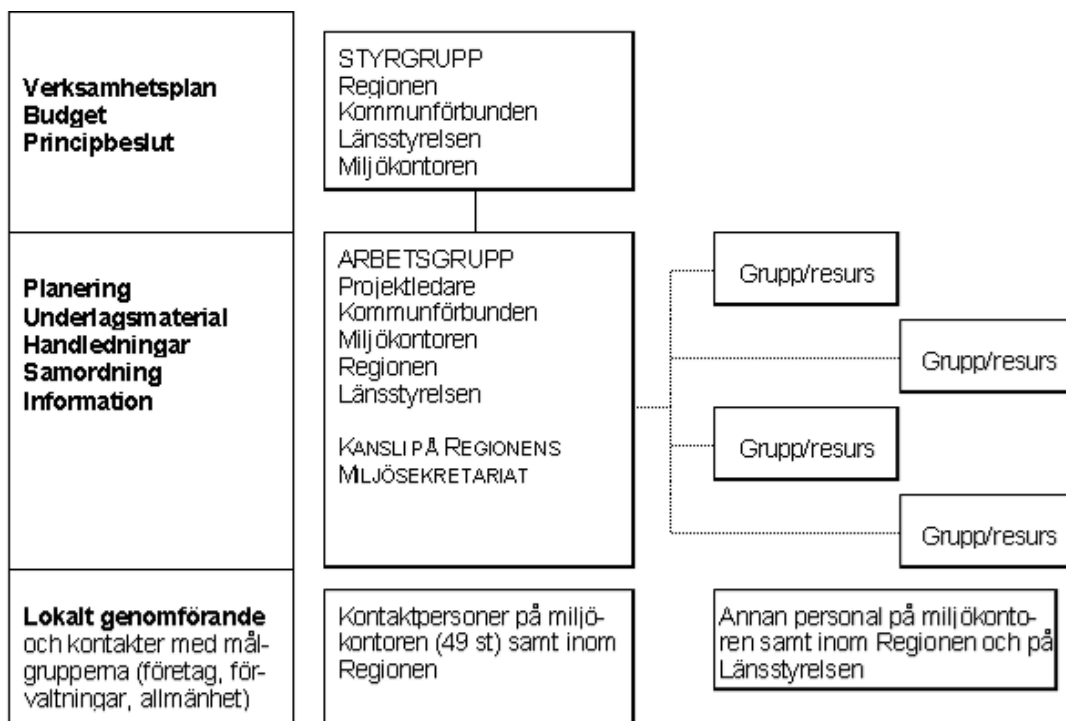 Verksamhetsplan
Budget
Principbeslut
STYRGRUPP
Regionen
Kommunförbunden
Länsstyrelsen
Miljökontoren
Planering
Underlagsmaterial
Handledningar
Samordning
Information
ARBETSGRUPP
Projektledare
Kommunförbunden
Miljökontoren
Regionen
Länsstyrelsen
KANSLI PÅ REGIONENS
MILJÖSEKRETARIAT
Grupp/resurs
Grupp/resurs
Grupp/resurs
Grupp/resurs
Lokalt genomförande
och kontakter med mål-
grupperna (företag, för-
valtningar, allmänhet)
Kontaktpersoner på miljö-
kontoren (49 st) samt inom
Regionen
Annan personal på miljökonto-
ren samt inom Regionen och på
Länsstyrelsen